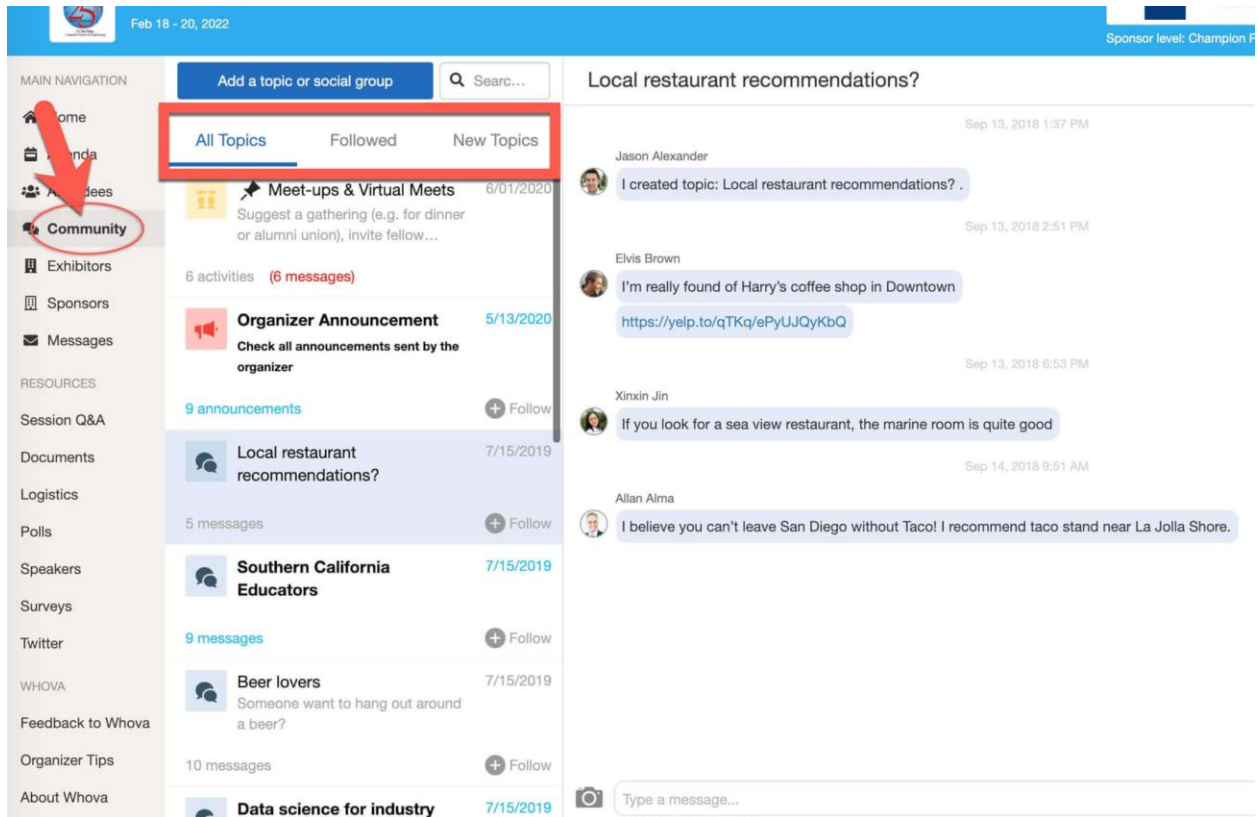 Feb 18 - 20, 2022
Sponsor level: Champion
MAIN NAVIGATION
Home
Agenda
Attendees
Community
Exhibitors
Sponsors
Messages
RESOURCES
Session Q&A
Documents
Logistics
Polls
Speakers
Surveys
Twitter
WHOVA
Feedback to Whova
Organizer Tips
About Whova
Add a topic or social group
Searc...
All Topics Followed New Topics
Meet-ups & Virtual Meets 6/01/2020
Suggest a gathering (e.g. for dinner
or alumni union), invite fellow...
6 activities (6 messages)
Organizer Announcement 5/13/2020
Check all announcements sent by the
organizer
9 announcements Follow
Local restaurant 7/15/2019
recommendations?
5 messages Follow
Southern California 7/15/2019
Educators
9 messages Follow
Beer lovers 7/15/2019
Someone want to hang out around
a beer?
10 messages Follow
Data science for industry 7/15/2019
Local restaurant recommendations?
Sep 13, 2018 1:37 PM
Jason Alexander
I created topic: Local restaurant recommendations? .
Sep 13, 2018 2:51 PM
Elvis Brown
I'm really found of Harry's coffee shop in Downtown
https://yelp.to/qTKq/ePyUJQyKbQ
Sep 13, 2018 6:53 PM
Xinxin Jin
If you look for a sea view restaurant, the marine room is quite good
Sep 14, 2018 9:51 AM
Allan Alma
I believe you can't leave San Diego without Taco! I recommend taco stand near La Jolla Shore.
Type a message...